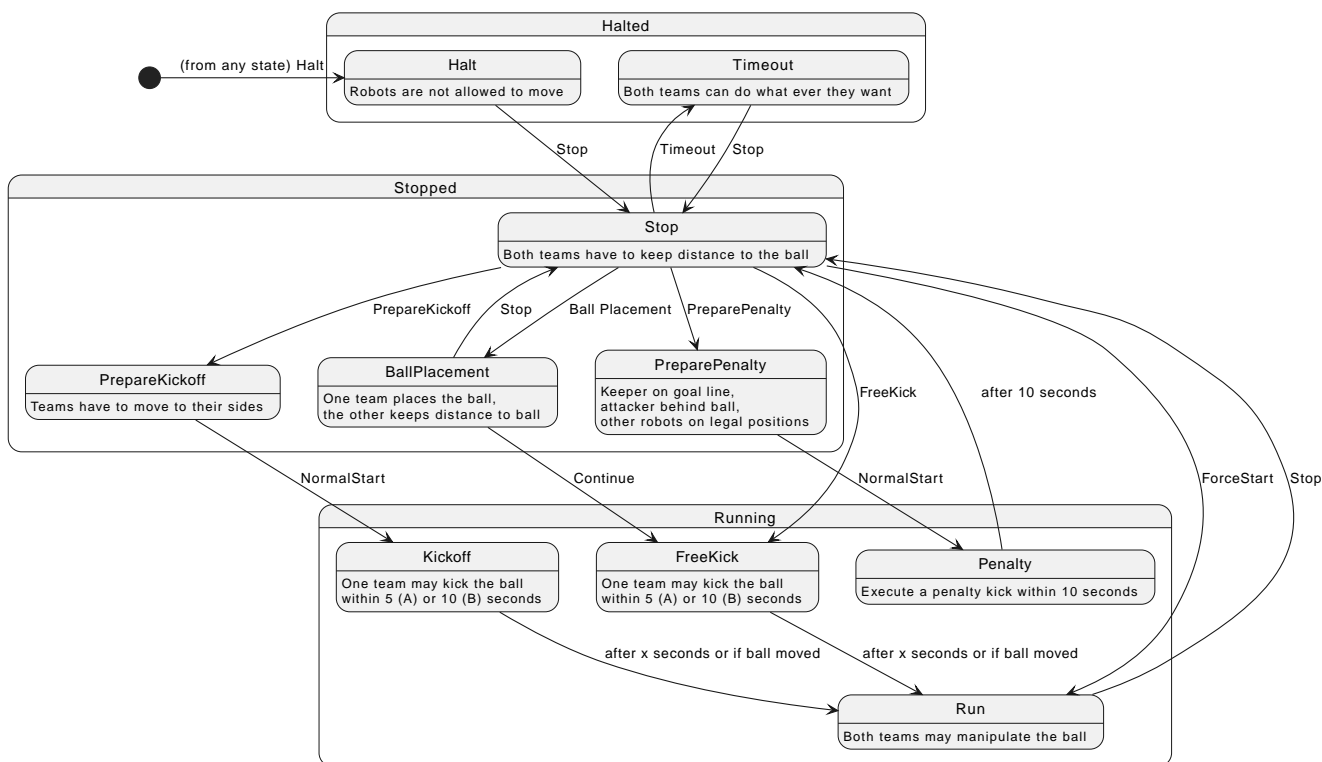 Halted
(from any state) Halt
Halt
Robots are not allowed to move
Timeout
Both teams can do what ever they want
Stop
Timeout
Stop
Stopped
Stop
Both teams have to keep distance to the ball
PrepareKickoff
Stop
Ball Placement
PreparePenalty
PrepareKickoff
Teams have to move to their sides
BallPlacement
One team places the ball,
the other keeps distance to ball
PreparePenalty
Keeper on goal line,
attacker behind ball,
other robots on legal positions
FreeKick
after 10 seconds
NormalStart
Continue
NormalStart
ForceStart
Stop
Running
Kickoff
One team may kick the ball
within 5 (A) or 10 (B) seconds
FreeKick
One team may kick the ball
within 5 (A) or 10 (B) seconds
Penalty
Execute a penalty kick within 10 seconds
after x seconds or if ball moved
after x seconds or if ball moved
Run
Both teams may manipulate the ball